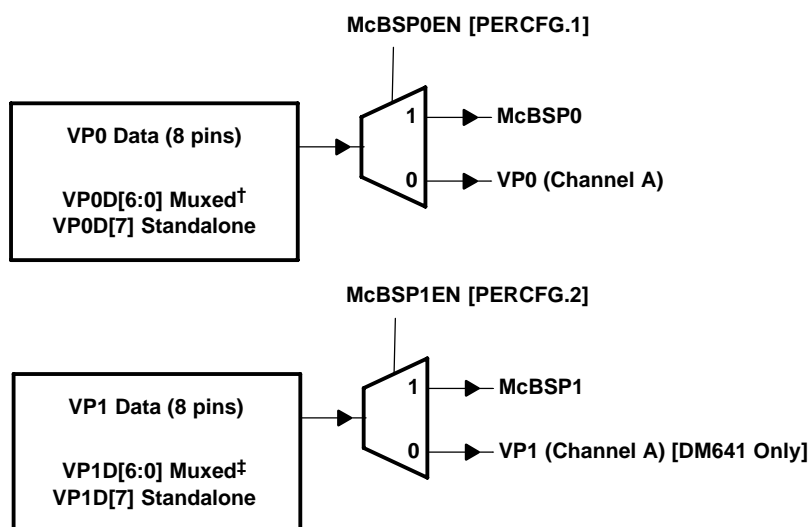 McBSP0EN [PERCFG.1]
VP0 Data (8 pins)
VP0D[6:0] Muxed†
VP0D[7] Standalone
1
McBSP0
0
VP0 (Channel A)
McBSP1EN [PERCFG.2]
VP1 Data (8 pins)
VP1D[6:0] Muxed‡
VP1D[7] Standalone
1
McBSP1
0
VP1 (Channel A) [DM641 Only]